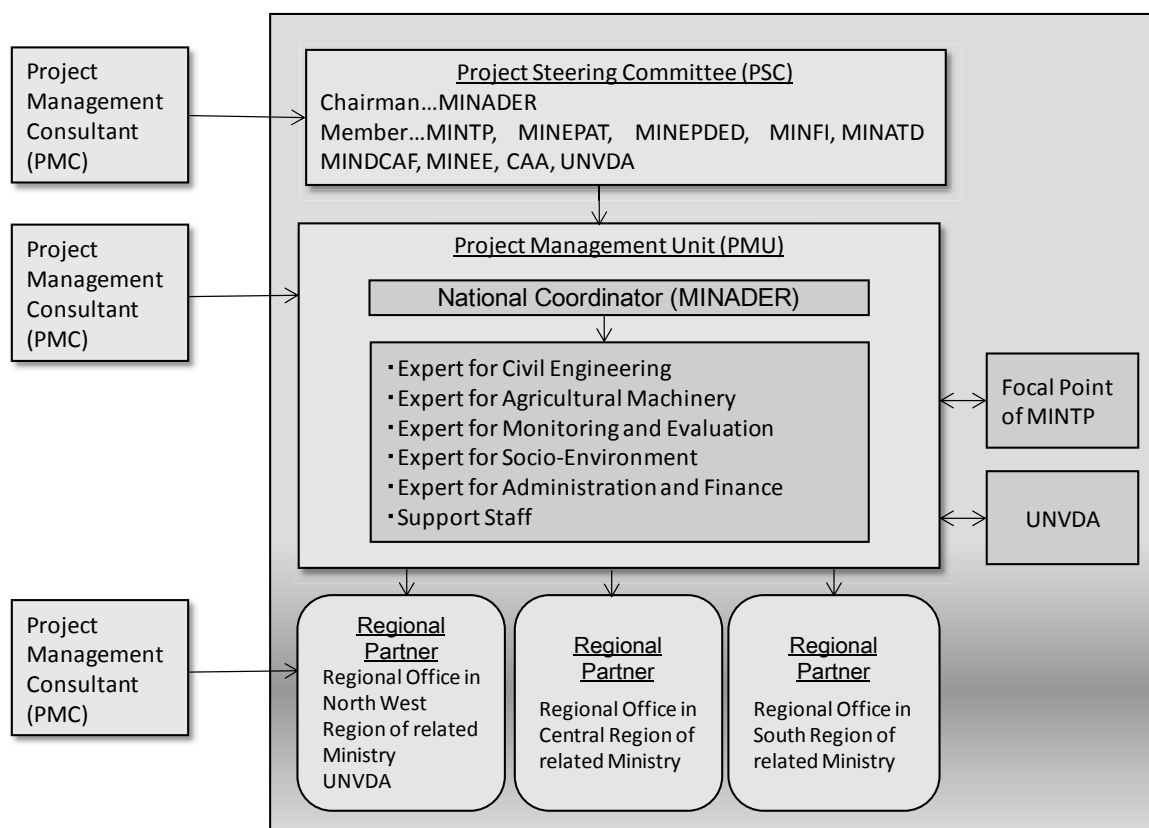 Project
Management
Consultant
(PMC)
Project Steering Committee (PSC)
Chairman…MINADER
Member…MINTP, MINEPAT, MINEPDED, MINFI, MINATD
MINDCAF, MINEE, CAA, UNVDA
Project
Management
Consultant
(PMC)
Project Management Unit (PMU)
National Coordinator (MINADER)
・Expert for Civil Engineering
・Expert for Agricultural Machinery
・Expert for Monitoring and Evaluation
・Expert for Socio-Environment
・Expert for Administration and Finance
・Support Staff
Focal Point
of MINTP
UNVDA
Project
Management
Consultant
(PMC)
Regional
Partner
Regional Office in
North West
Region of related
Ministry
UNVDA
Regional
Partner
Regional Office in
Central Region of
related Ministry
Regional
Partner
Regional Office in
South Region of
related Ministry